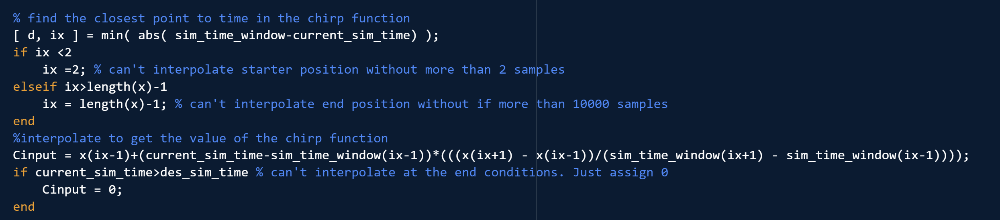 % find the closest point to time in the chirp function
[ d, ix ] = min( abs( sim_time_window-current_sim_time) );
if ix <2
    ix =2; % can't interpolate starter position without more than 2 samples
elseif ix>length(x)-1
    ix = length(x)-1; % can't interpolate end position without if more than 10000 samples
end
%interpolate to get the value of the chirp function
Cinput = x(ix-1)+(current_sim_time-sim_time_window(ix-1))*(((x(ix+1) - x(ix-1))/(sim_time_window(ix+1) - sim_time_window(ix-1))));
if current_sim_time>des_sim_time % can't interpolate at the end conditions. Just assign 0
    Cinput = 0;
end